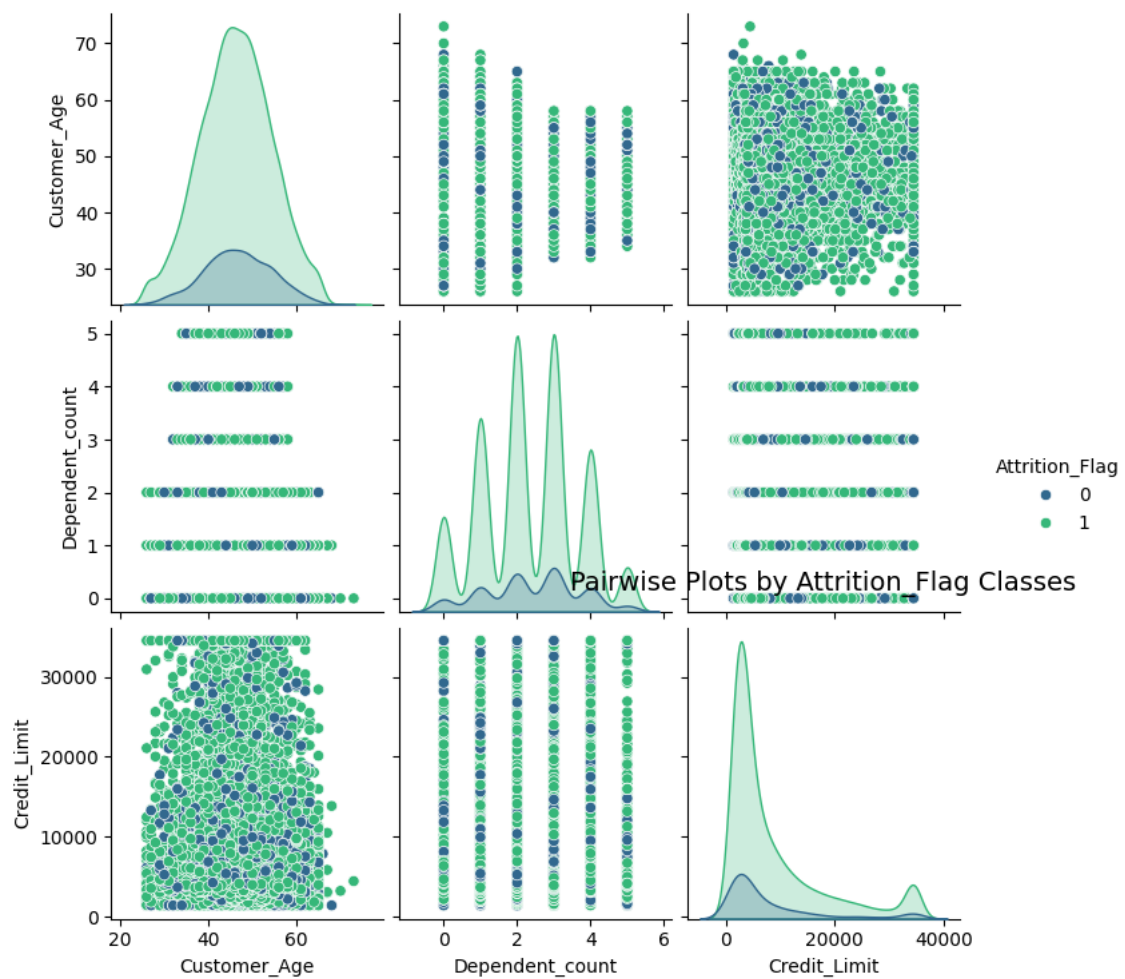 Customer_Age
70
60
50
40
30
Dependent_count
5
4
3
2
1
0
Attrition_Flag
0
1
Pairwise Plots by Attrition_Flag Classes
Credit_Limit
30000
20000
10000
0
20 40 60
0 2 4 6
0 20000 40000
Customer_Age Dependent_count Credit_Limit